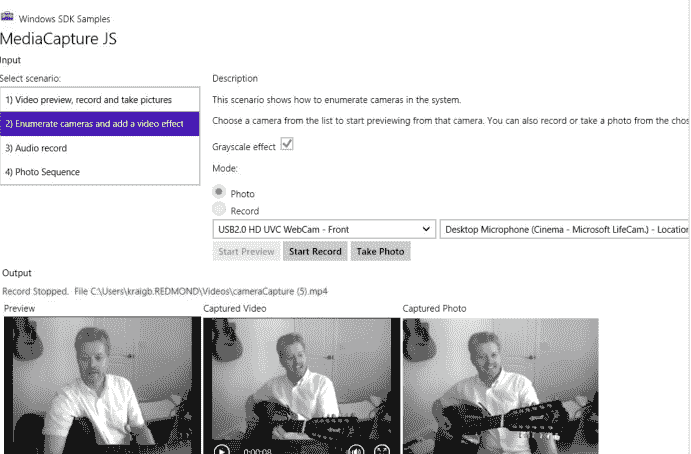 Windows SDK Samples
MediaCapture JS
Input
Select scenario:
1) Video preview, record and take pictures
2) Enumerate cameras and add a video effect
3) Audio record
4) Photo Sequence
Description
This scenario shows how to enumerate cameras in the system.
Choose a camera from the list to start previewing from that camera. You can also record or take a photo from the chos
Grayscale effect
Mode:
Photo
Record
USB2.0 HD UVC WebCam - Front
Desktop Microphone (Cinema - Microsoft LifeCam.) - Location
Start Preview
Start Record
Take Photo
Output
Record Stopped. File C:\Users\kraigb.REDMOND\Videos\cameraCapture (5).mp4
Preview
Captured Video
Captured Photo
0:00:08